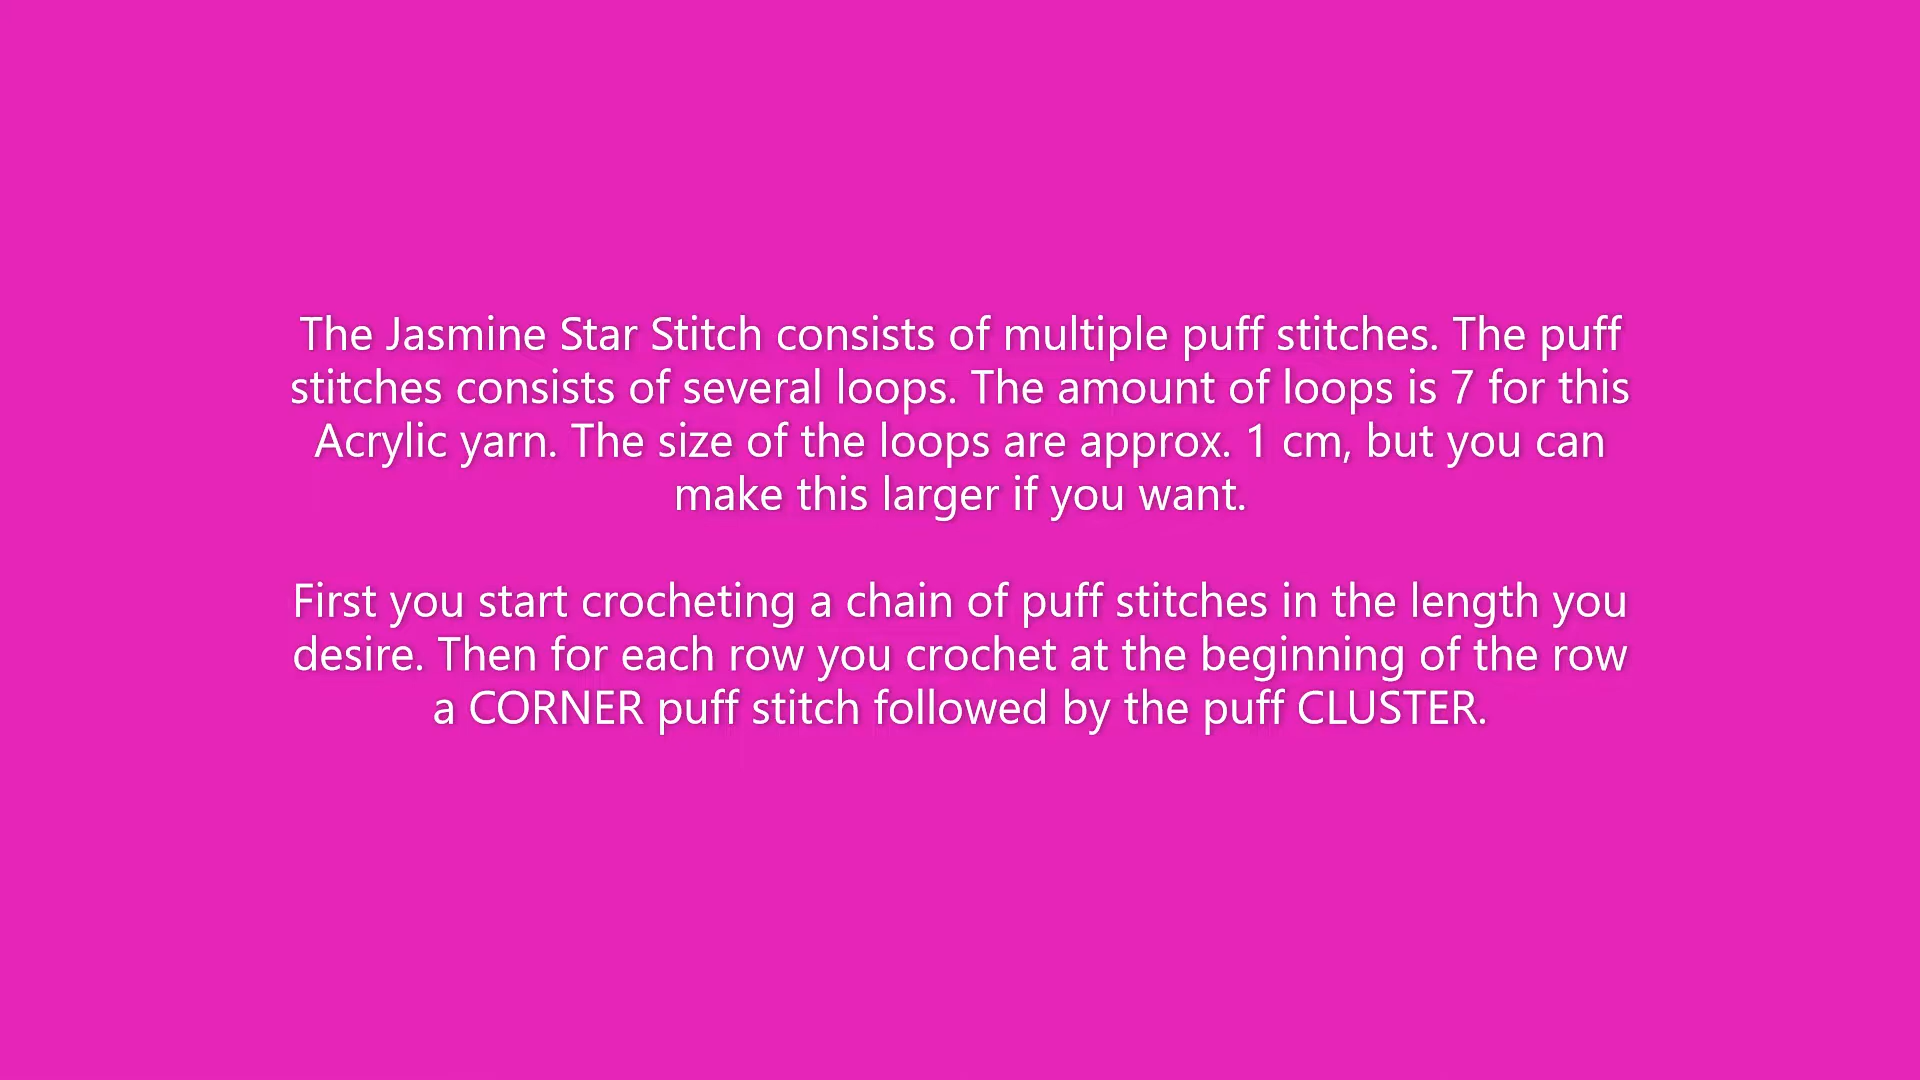 The Jasmine Star Stitch consists of multiple puff stitches. The puff
stitches consists of several loops. The amount of loops is 7 for this
Acrylic yarn. The size of the loops are approx. 1 cm, but you can
make this larger if you want.
First you start crocheting a chain of puff stitches in the length you
desire. Then for each row you crochet at the beginning of the row
a CORNER puff stitch followed by the puff CLUSTER.